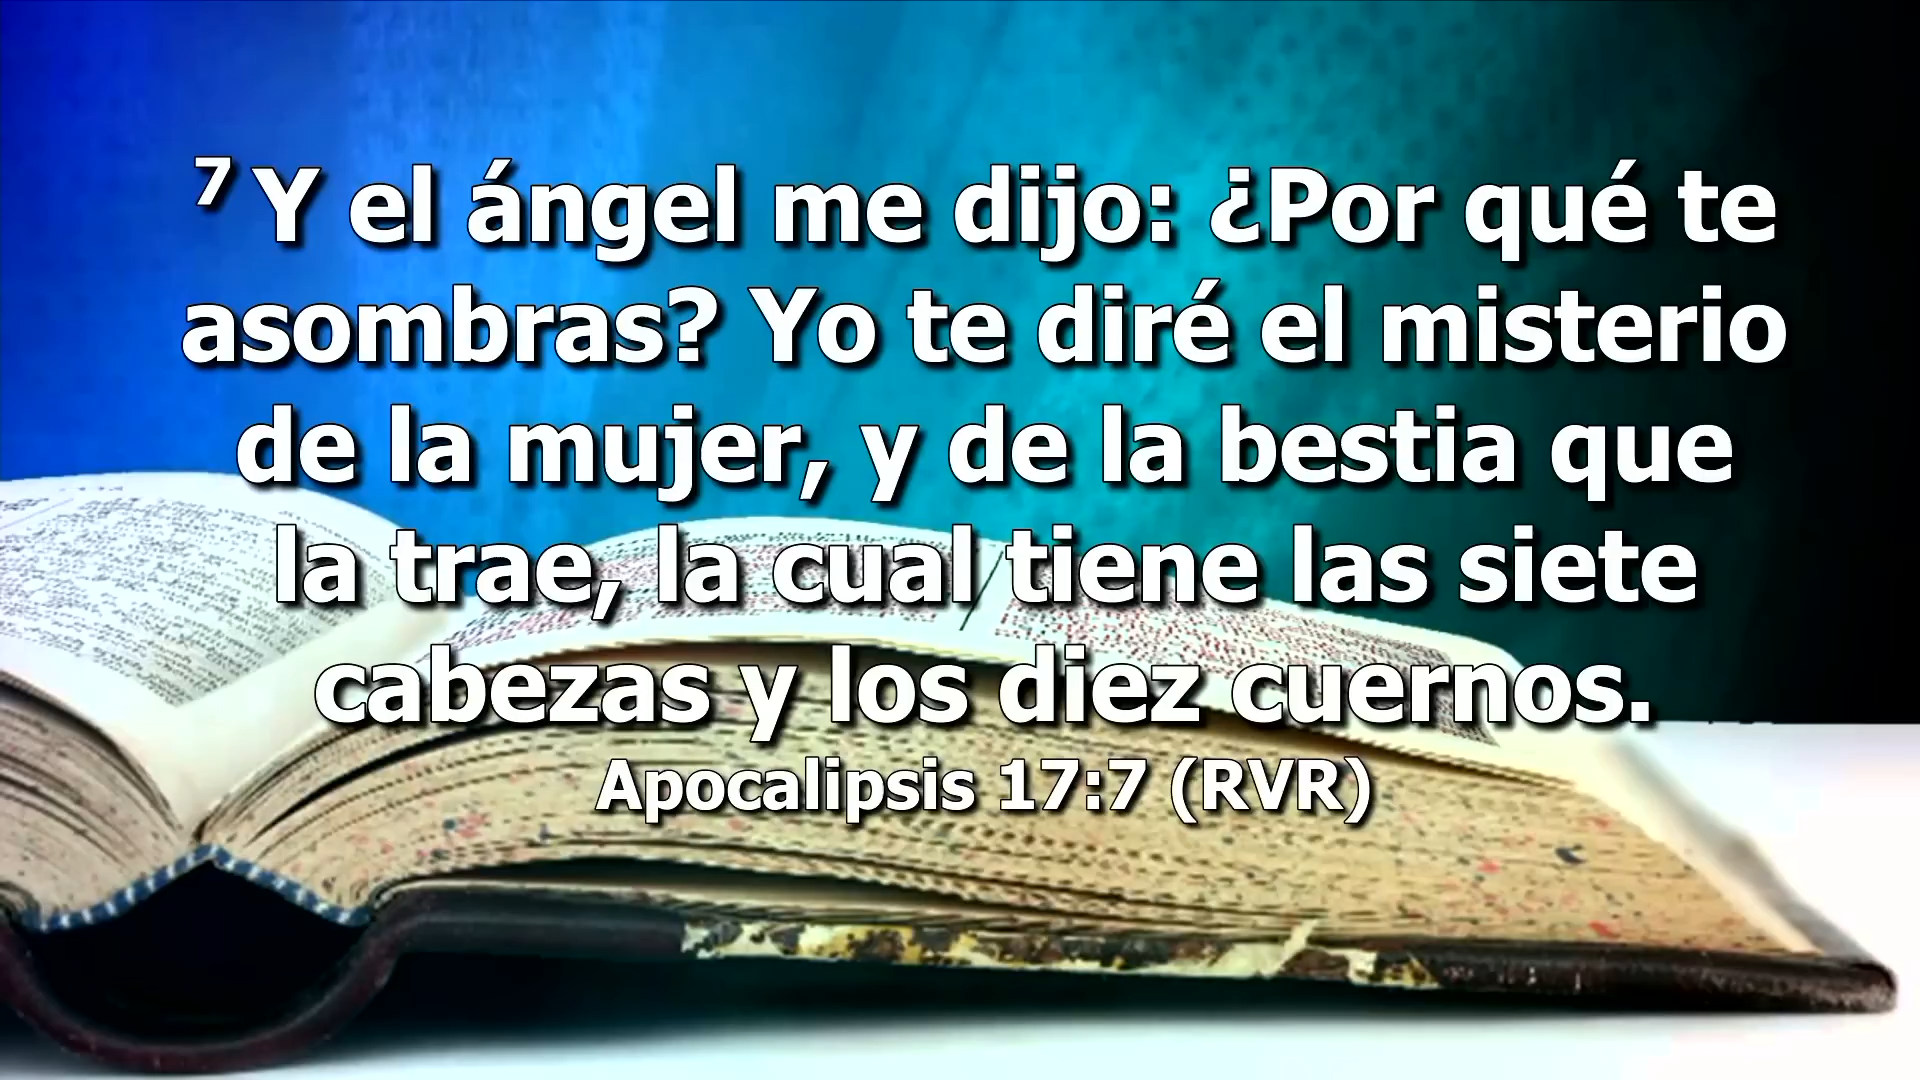 7 Y el ángel me dijo: ¿Por qué te
asombras? Yo te diré el misterio
de la mujer, y de la bestia que
la trae, la cual tiene las siete
cabezas y los diez cuernos.
Apocalipsis 17:7 (RVR)